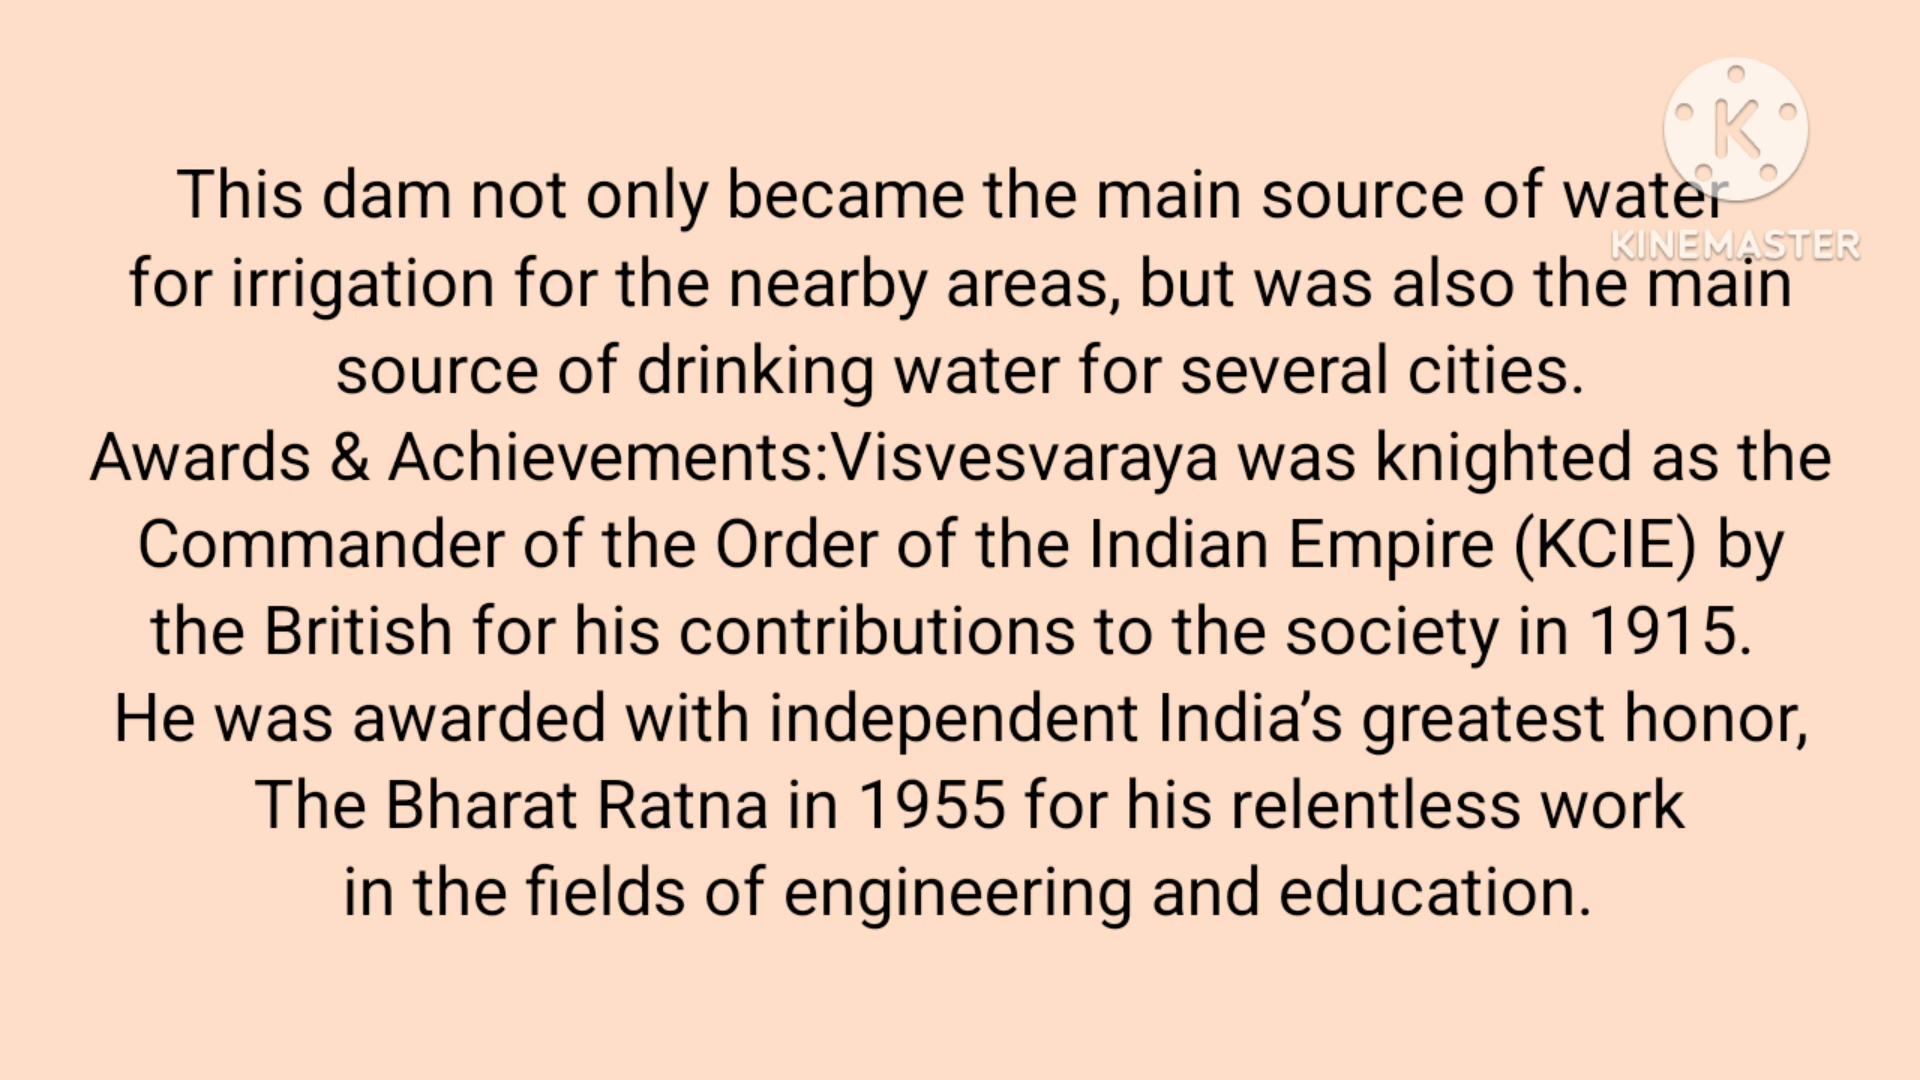 This dam not only became the main source of water
for irrigation for the nearby areas, but was also the main
source of drinking water for several cities.
Awards & Achievements:Visvesvaraya was knighted as the
Commander of the Order of the Indian Empire (KCIE) by
the British for his contributions to the society in 1915.
He was awarded with independent India’s greatest honor,
The Bharat Ratna in 1955 for his relentless work
in the fields of engineering and education.
K
KINEMASTER